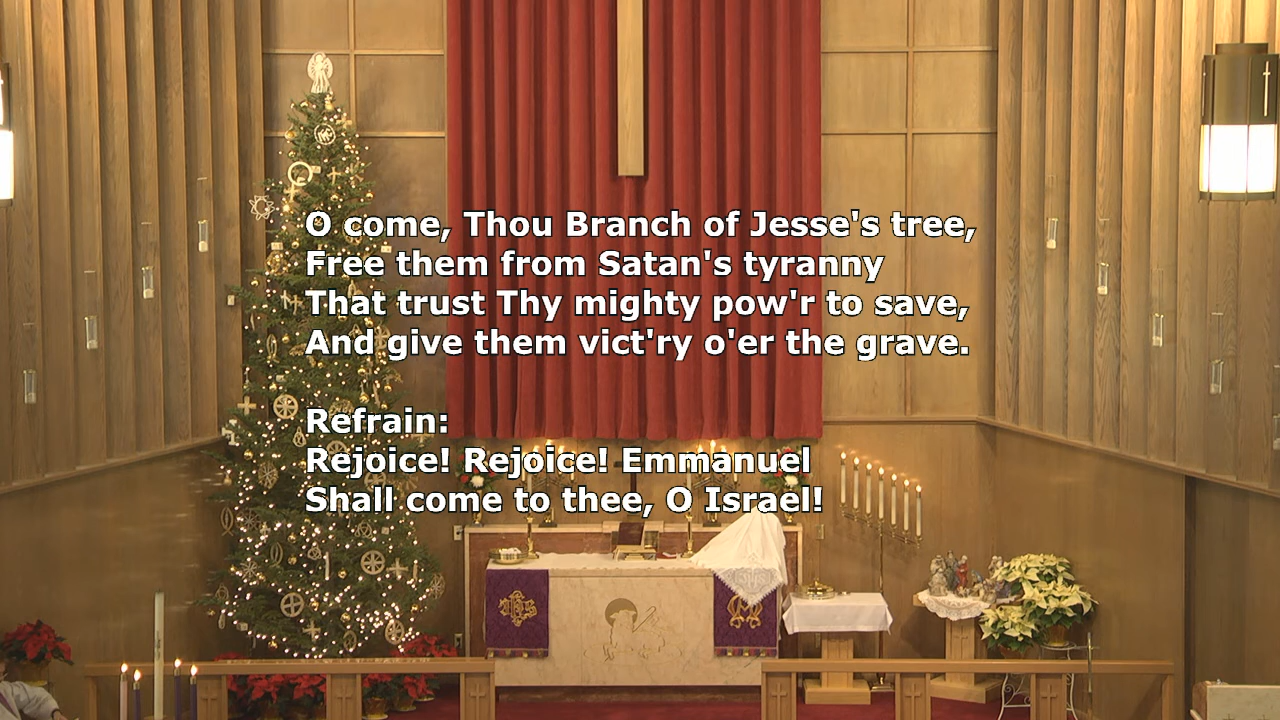 O come, Thou Branch of Jesse's tree,
Free them from Satan's tyranny
That trust Thy mighty pow'r to save,
And give them vict'ry o'er the grave.
Refrain:
Rejoice! Rejoice! Emmanuel
Shall come to thee, O Israel!